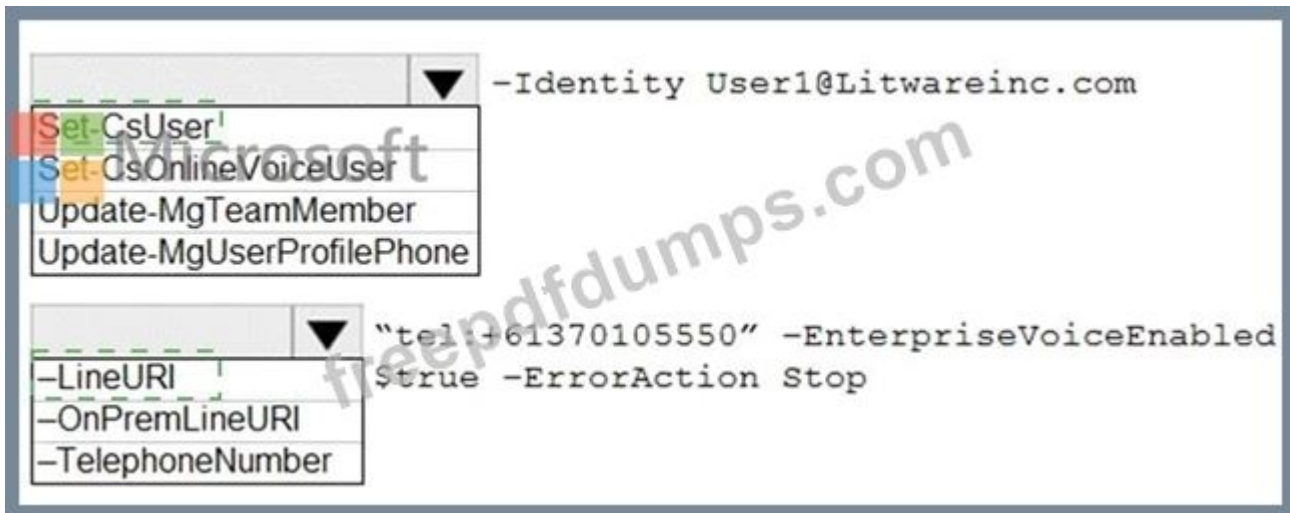 -Identity User1@Litwareinc.com
Set-CsUser
Set-CsOnlineVoiceUser
Update-MgTeamMember
Update-MgUserProfilePhone
Microsoft
freepdfdumps.com
"tel:+61370105550" -EnterpriseVoiceEnabled
$true -ErrorAction Stop
–LineURI
–OnPremLineURI
–TelephoneNumber